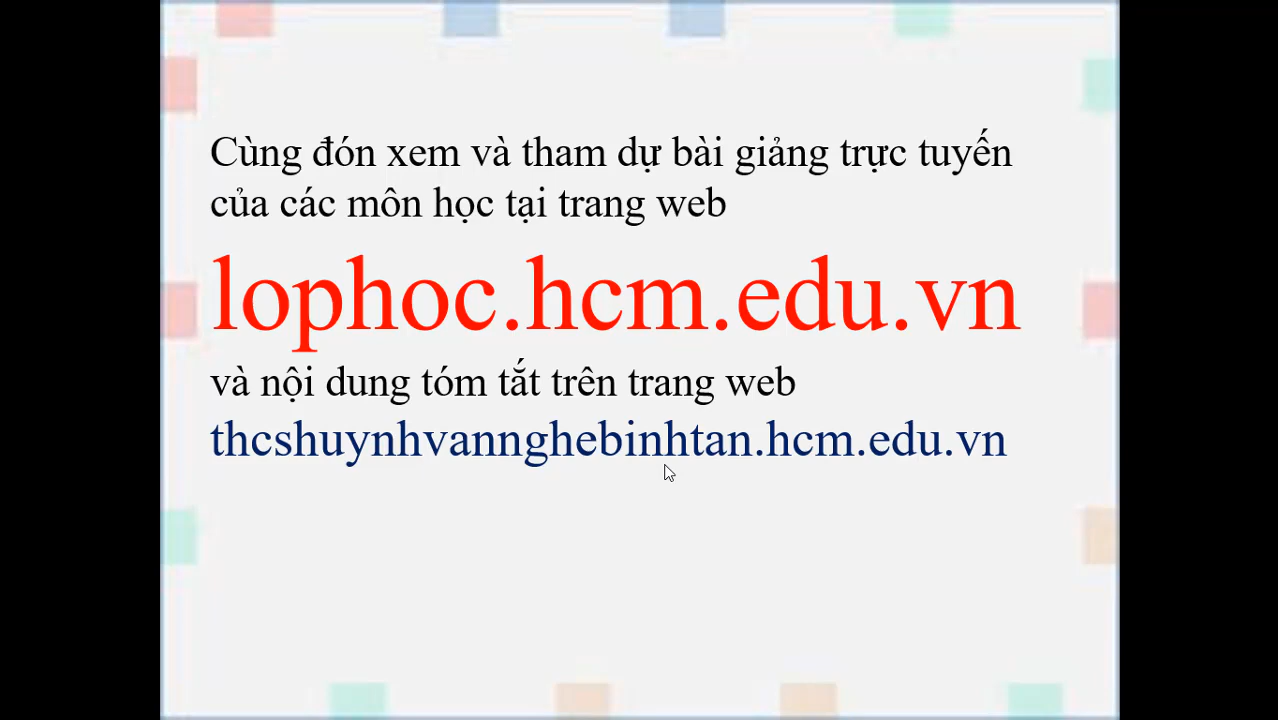 Cùng đón xem và tham dự bài giảng trực tuyến
của các môn học tại trang web
lophoc.hcm.edu.vn
và nội dung tóm tắt trên trang web
thcshuynhvannghebinhtan.hcm.edu.vn